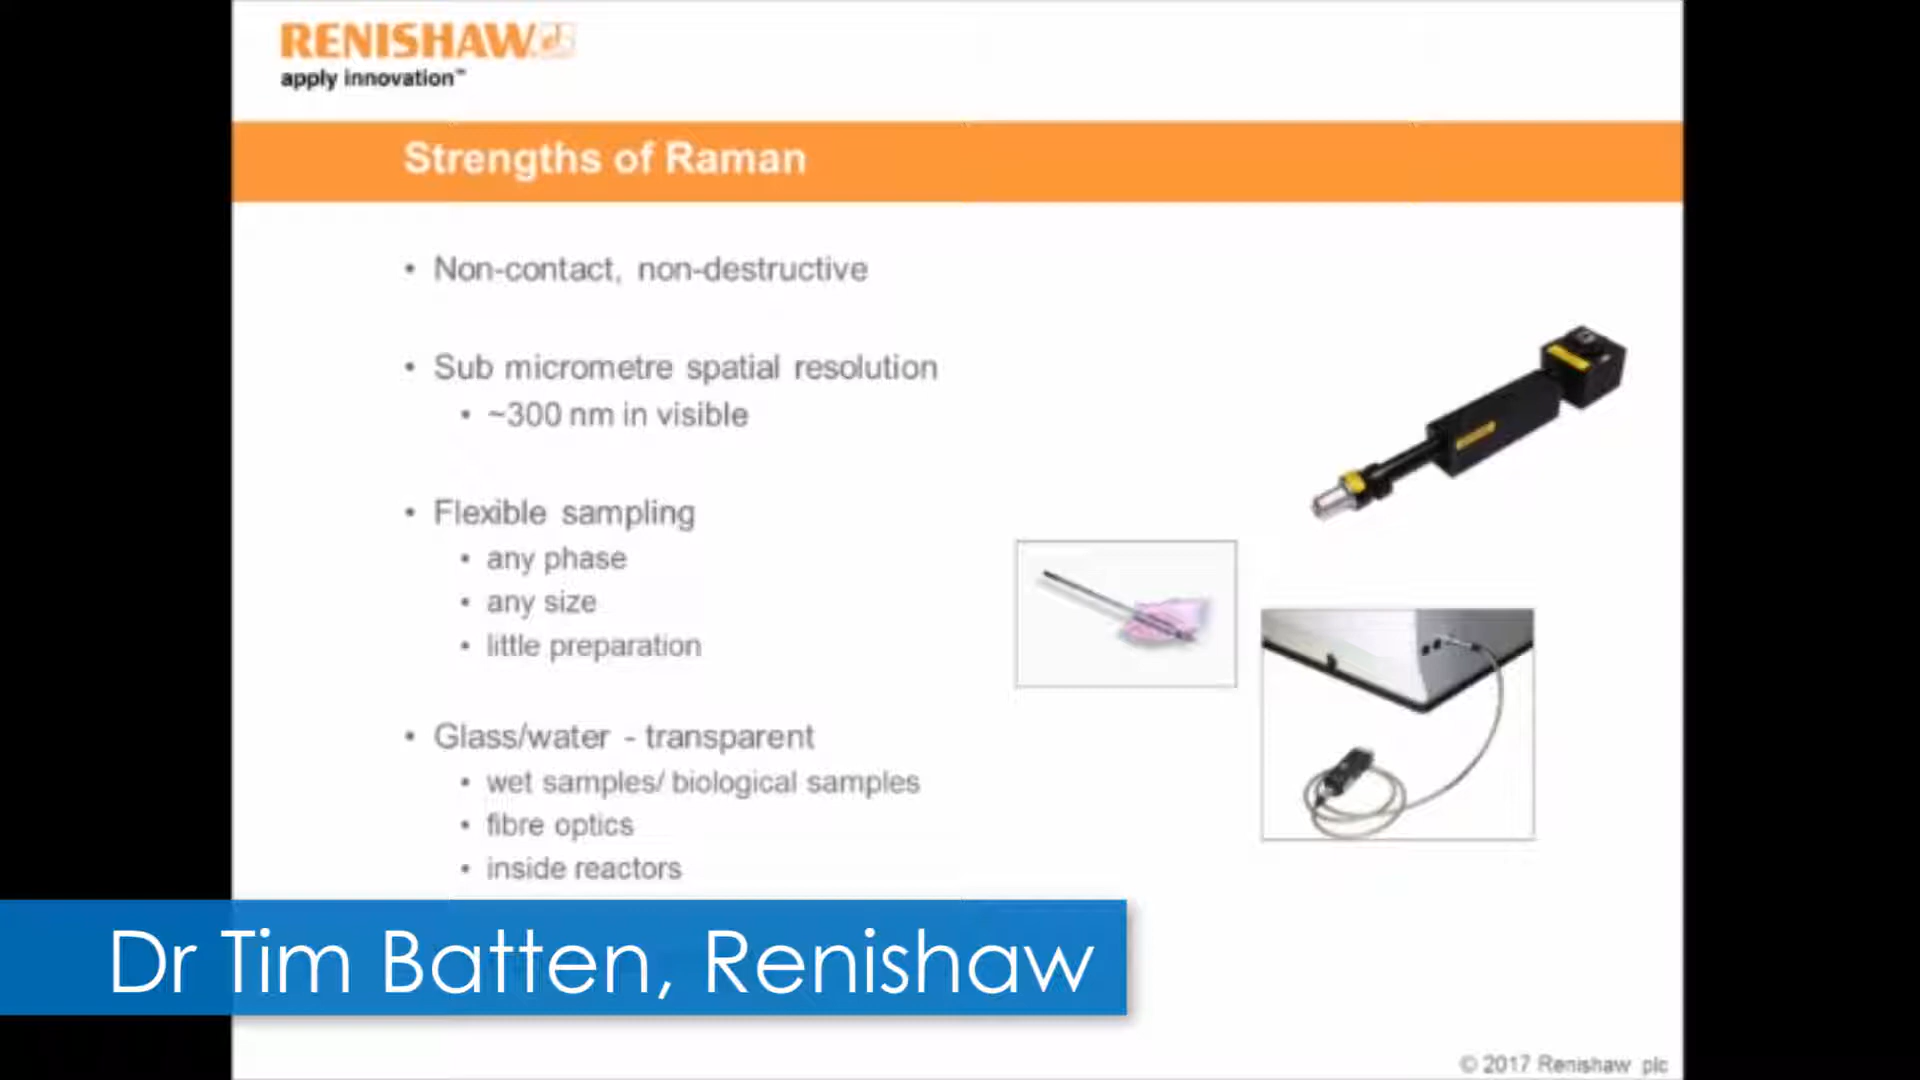 RENISHAW
apply innovation™
Strengths of Raman
• Non-contact, non-destructive
• Sub micrometre spatial resolution
• ~300 nm in visible
• Flexible sampling
• any phase
• any size
• little preparation
• Glass/water - transparent
• wet samples/ biological samples
• fibre optics
• inside reactors
Dr Tim Batten, Renishaw
© 2017 Renishaw plc